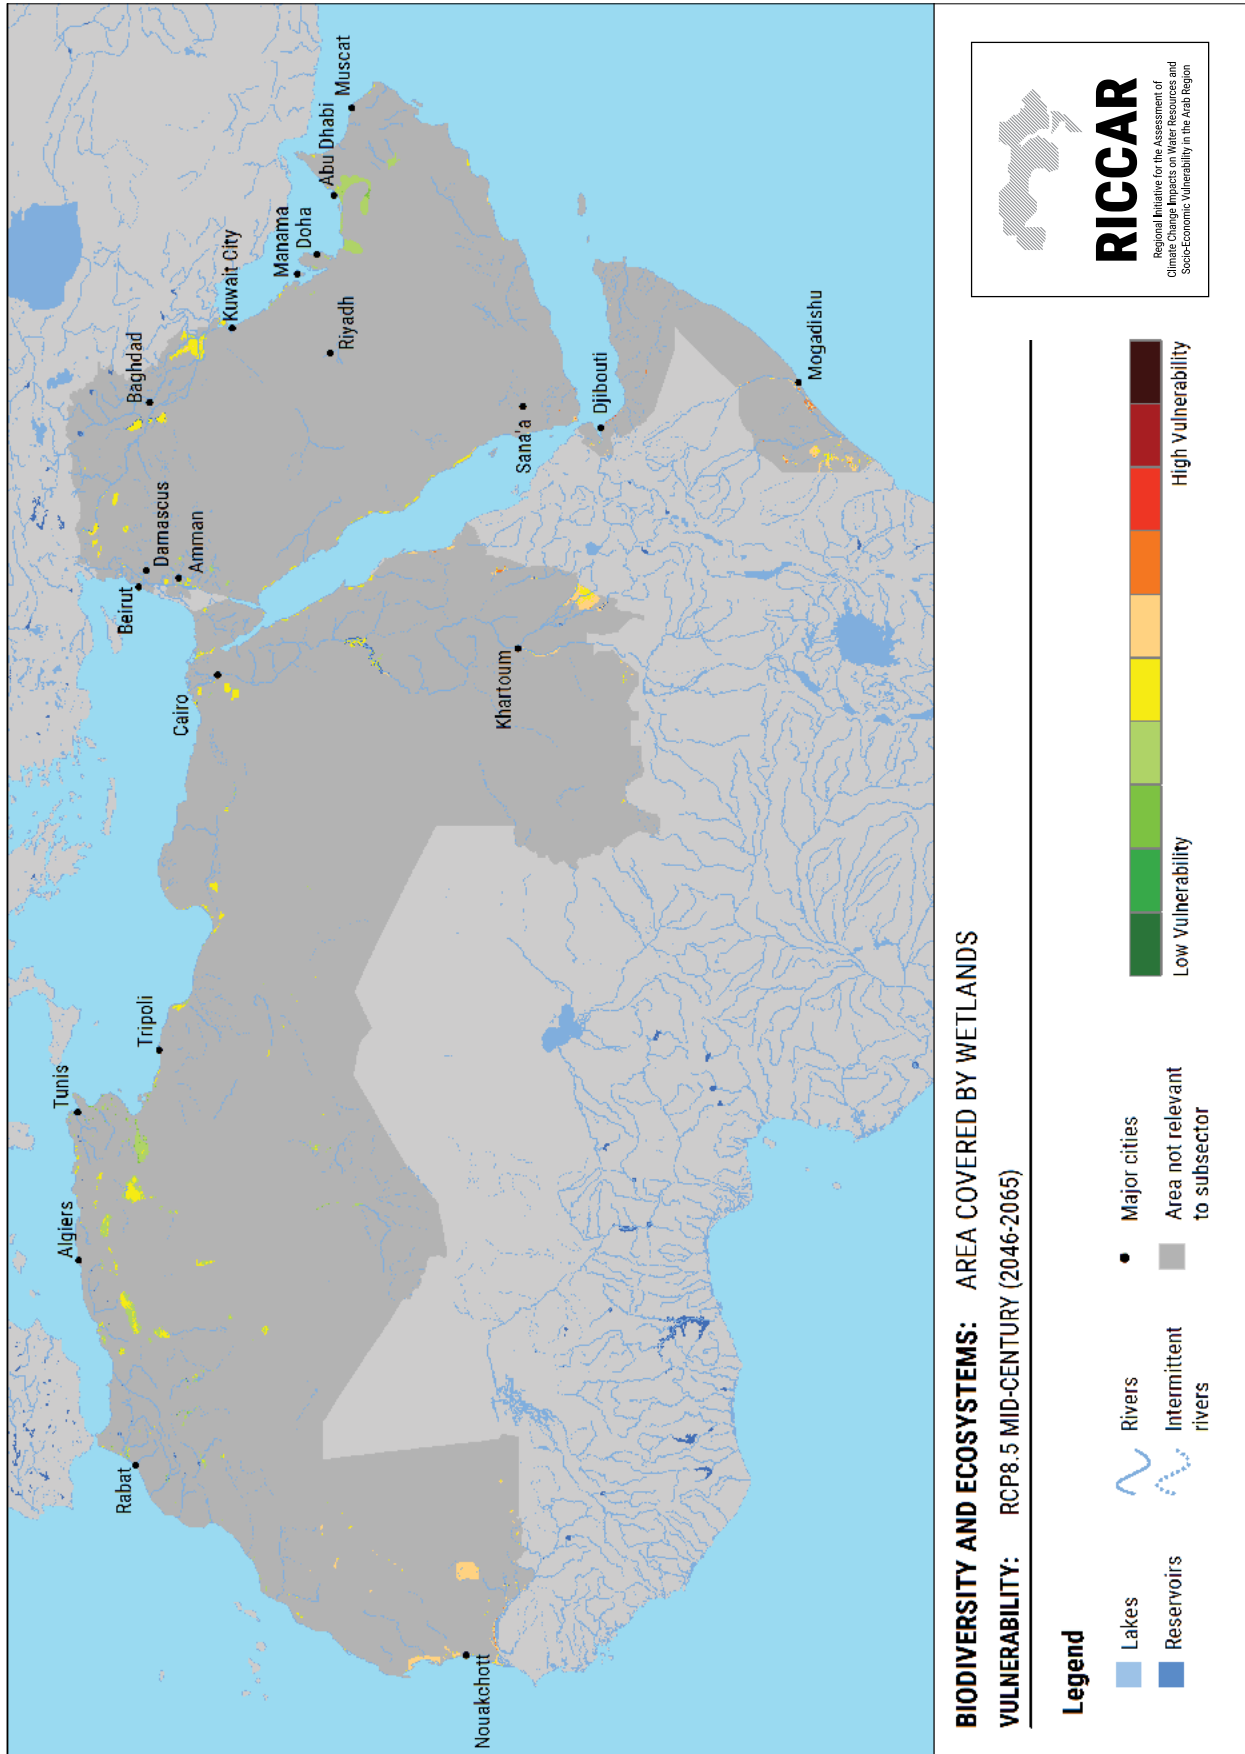 Muscat
Abu Dhabi
Manama
Doha
Kuwait City
Riyadh
Baghdad
Sana'a
Djibouti
Mogadishu
Damascus
Amman
Beirut
Cairo
Khartoum
Tripoli
Tunis
Algiers
Rabat
Nouakchott
BIODIVERSITY AND ECOSYSTEMS: AREA COVERED BY WETLANDS
VULNERABILITY: RCP8.5 MID-CENTURY (2046-2065)
Legend
Lakes
Reservoirs
Rivers
Intermittent
rivers
Major cities
Area not relevant
to subsector
Low Vulnerability
High Vulnerability
RICCAR
Regional Initiative for the Assessment of
Climate Change Impacts on Water Resources and
Socio-Economic Vulnerability in the Arab Region